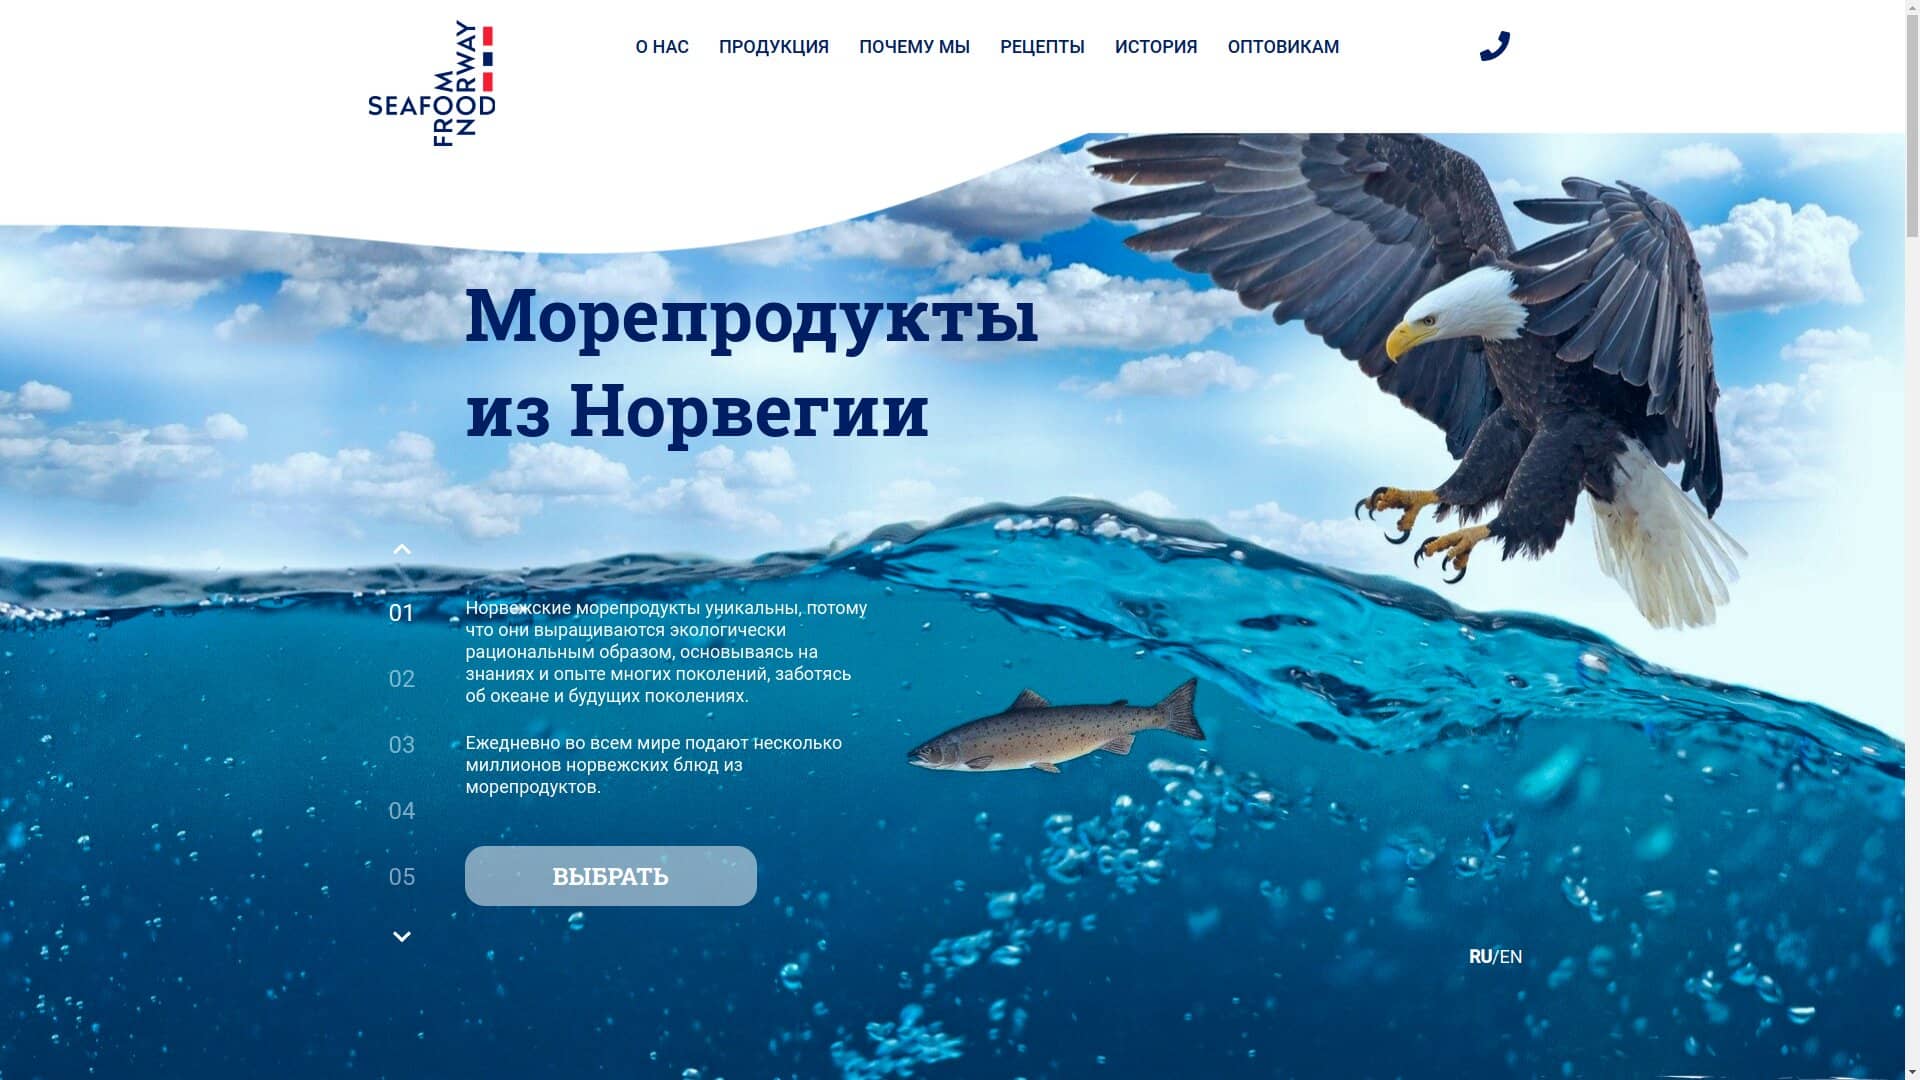 SEAFOOD
FROM
NORWAY
О НАС ПРОДУКЦИЯ ПОЧЕМУ МЫ РЕЦЕПТЫ ИСТОРИЯ ОПТОВИКАМ
Морепродукты
из Норвегии
01
02
03
04
05
Норвежские морепродукты уникальны, потому
что они выращиваются экологически
рациональным образом, основываясь на
знаниях и опыте многих поколений, заботясь
об океане и будущих поколениях.
Ежедневно во всем мире подают несколько
миллионов норвежских блюд из
морепродуктов.
ВЫБРАТЬ
RU/EN